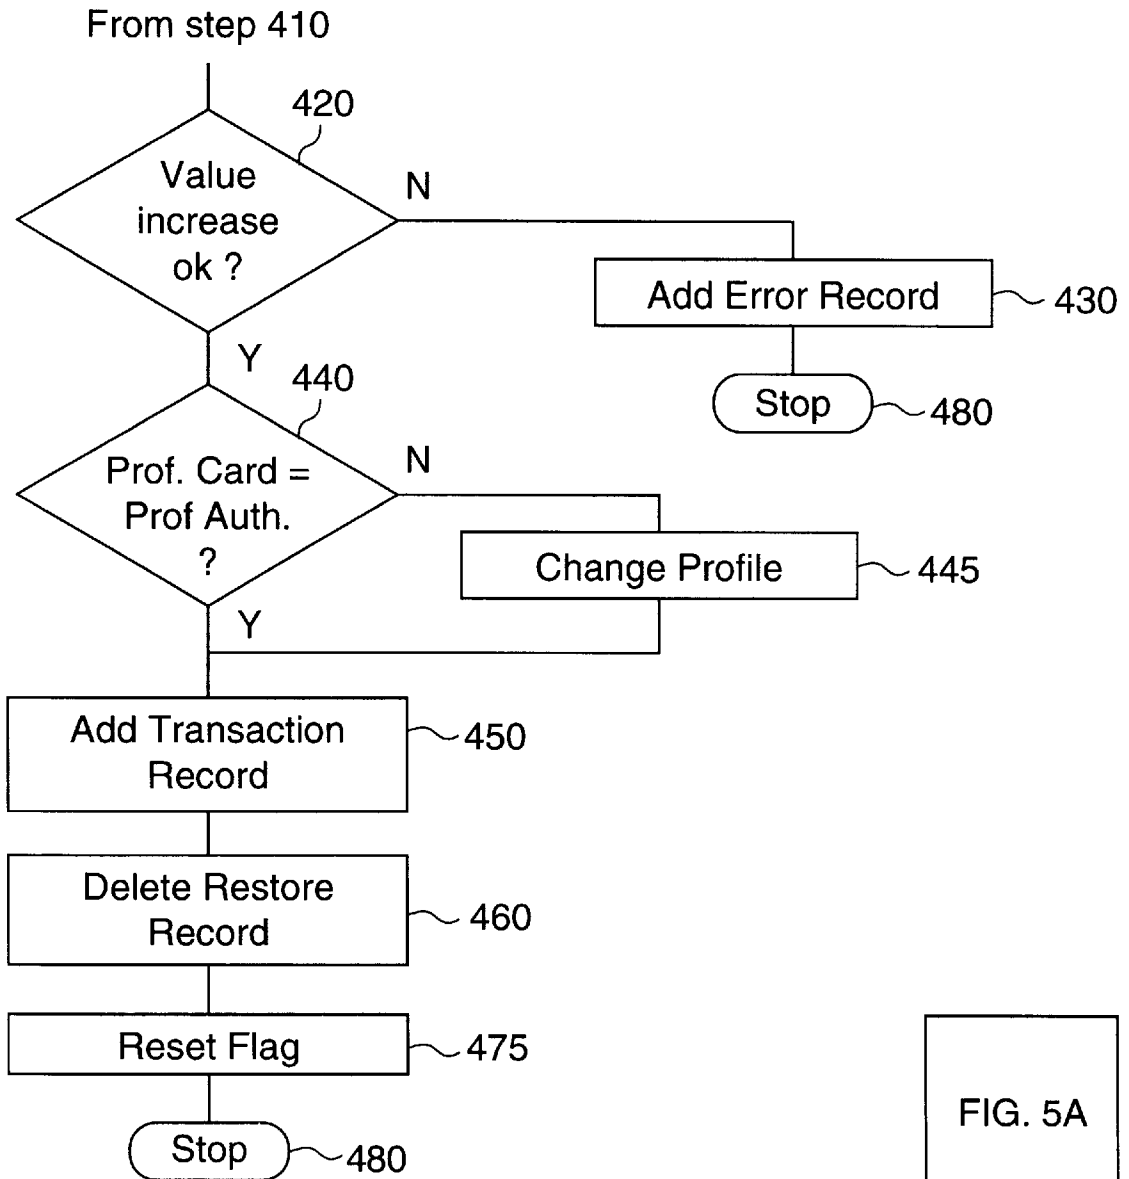 From step 410
420
Value
increase
ok ?
N
Add Error Record
430
Y
Stop
480
440
Prof. Card =
Prof Auth.
?
N
Change Profile
445
Y
Add Transaction
Record
450
Delete Restore
Record
460
Reset Flag
475
Stop
480
FIG. 5A